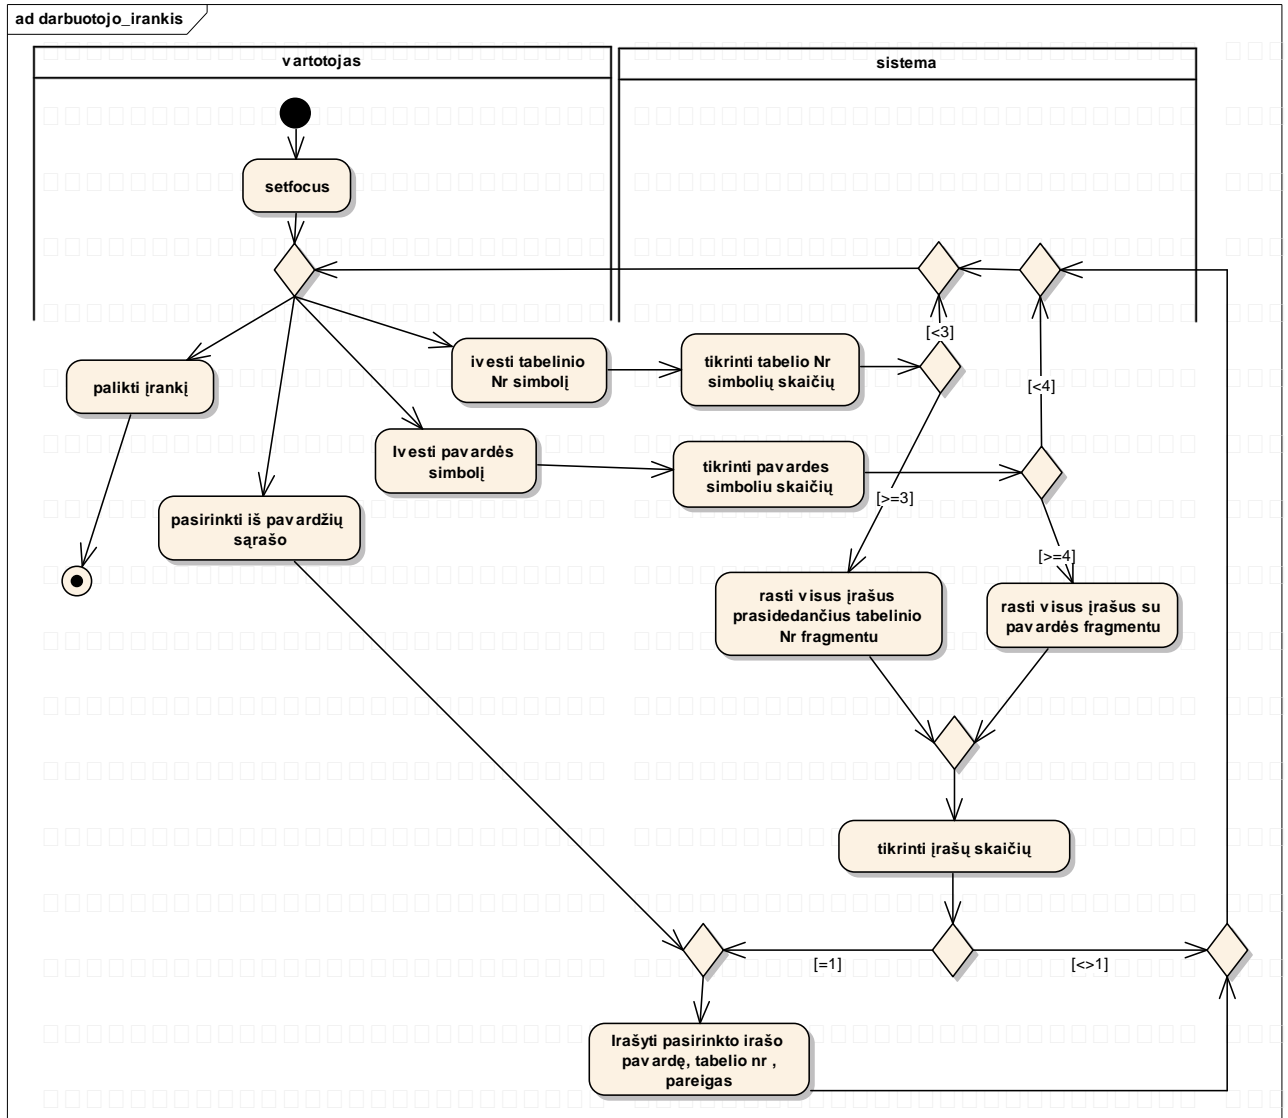 ad darbuotojo_irankis
vartotojas
sistema
setfocus
[<3]
ivesti tabelinio
Nr simbolį
tikrinti tabelio Nr
simbolių skaičių
palikti įrankį
[<4]
Ivesti pavardės
simbolį
tikrinti pavardes
simboliu skaičių
[>=3]
pasirinkti iš pavardžių
sąrašo
[>=4]
rasti visus įrašus
prasidedančius tabelinio
Nr fragmentu
rasti visus įrašus su
pavardės fragmentu
tikrinti įrašų skaičių
[=1]
[<>1]
Irašyti pasirinkto irašo
pavardę, tabelio nr ,
pareigas